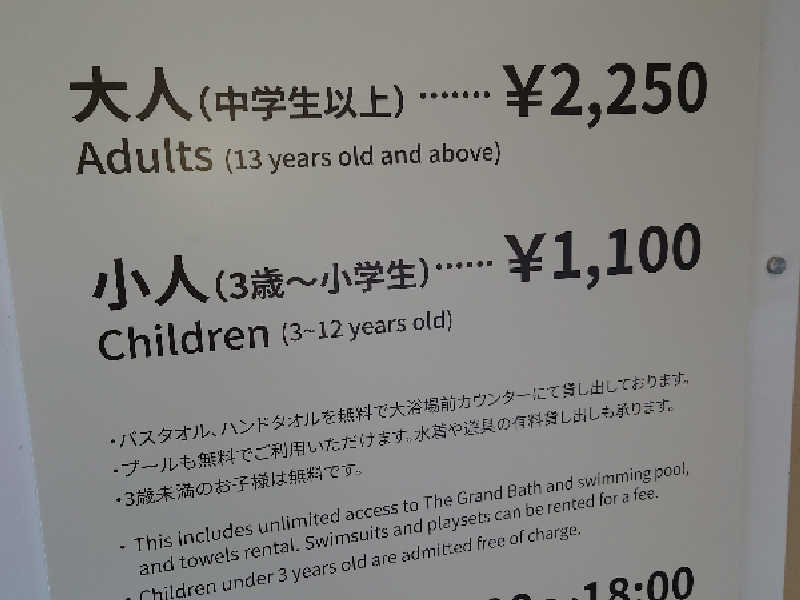 大人(中学生以上)·······¥2,250
Adults (13 years old and above)
小人(3歳～小学生)······¥1,100
Children (3~12 years old)
・バスタオル、ハンドタオルを無料で大浴場前カウンターにて貸し出しております。
・プールも無料でご利用いただけます。水着や遊具の有料貸し出しも承ります。
・3歳未満のお子様は無料です。
- This includes unlimited access to The Grand Bath and swimming pool,
and towels rental. Swimsuits and playsets can be rented for a fee.
- Children under 3 years old are admitted free of charge.
18:00